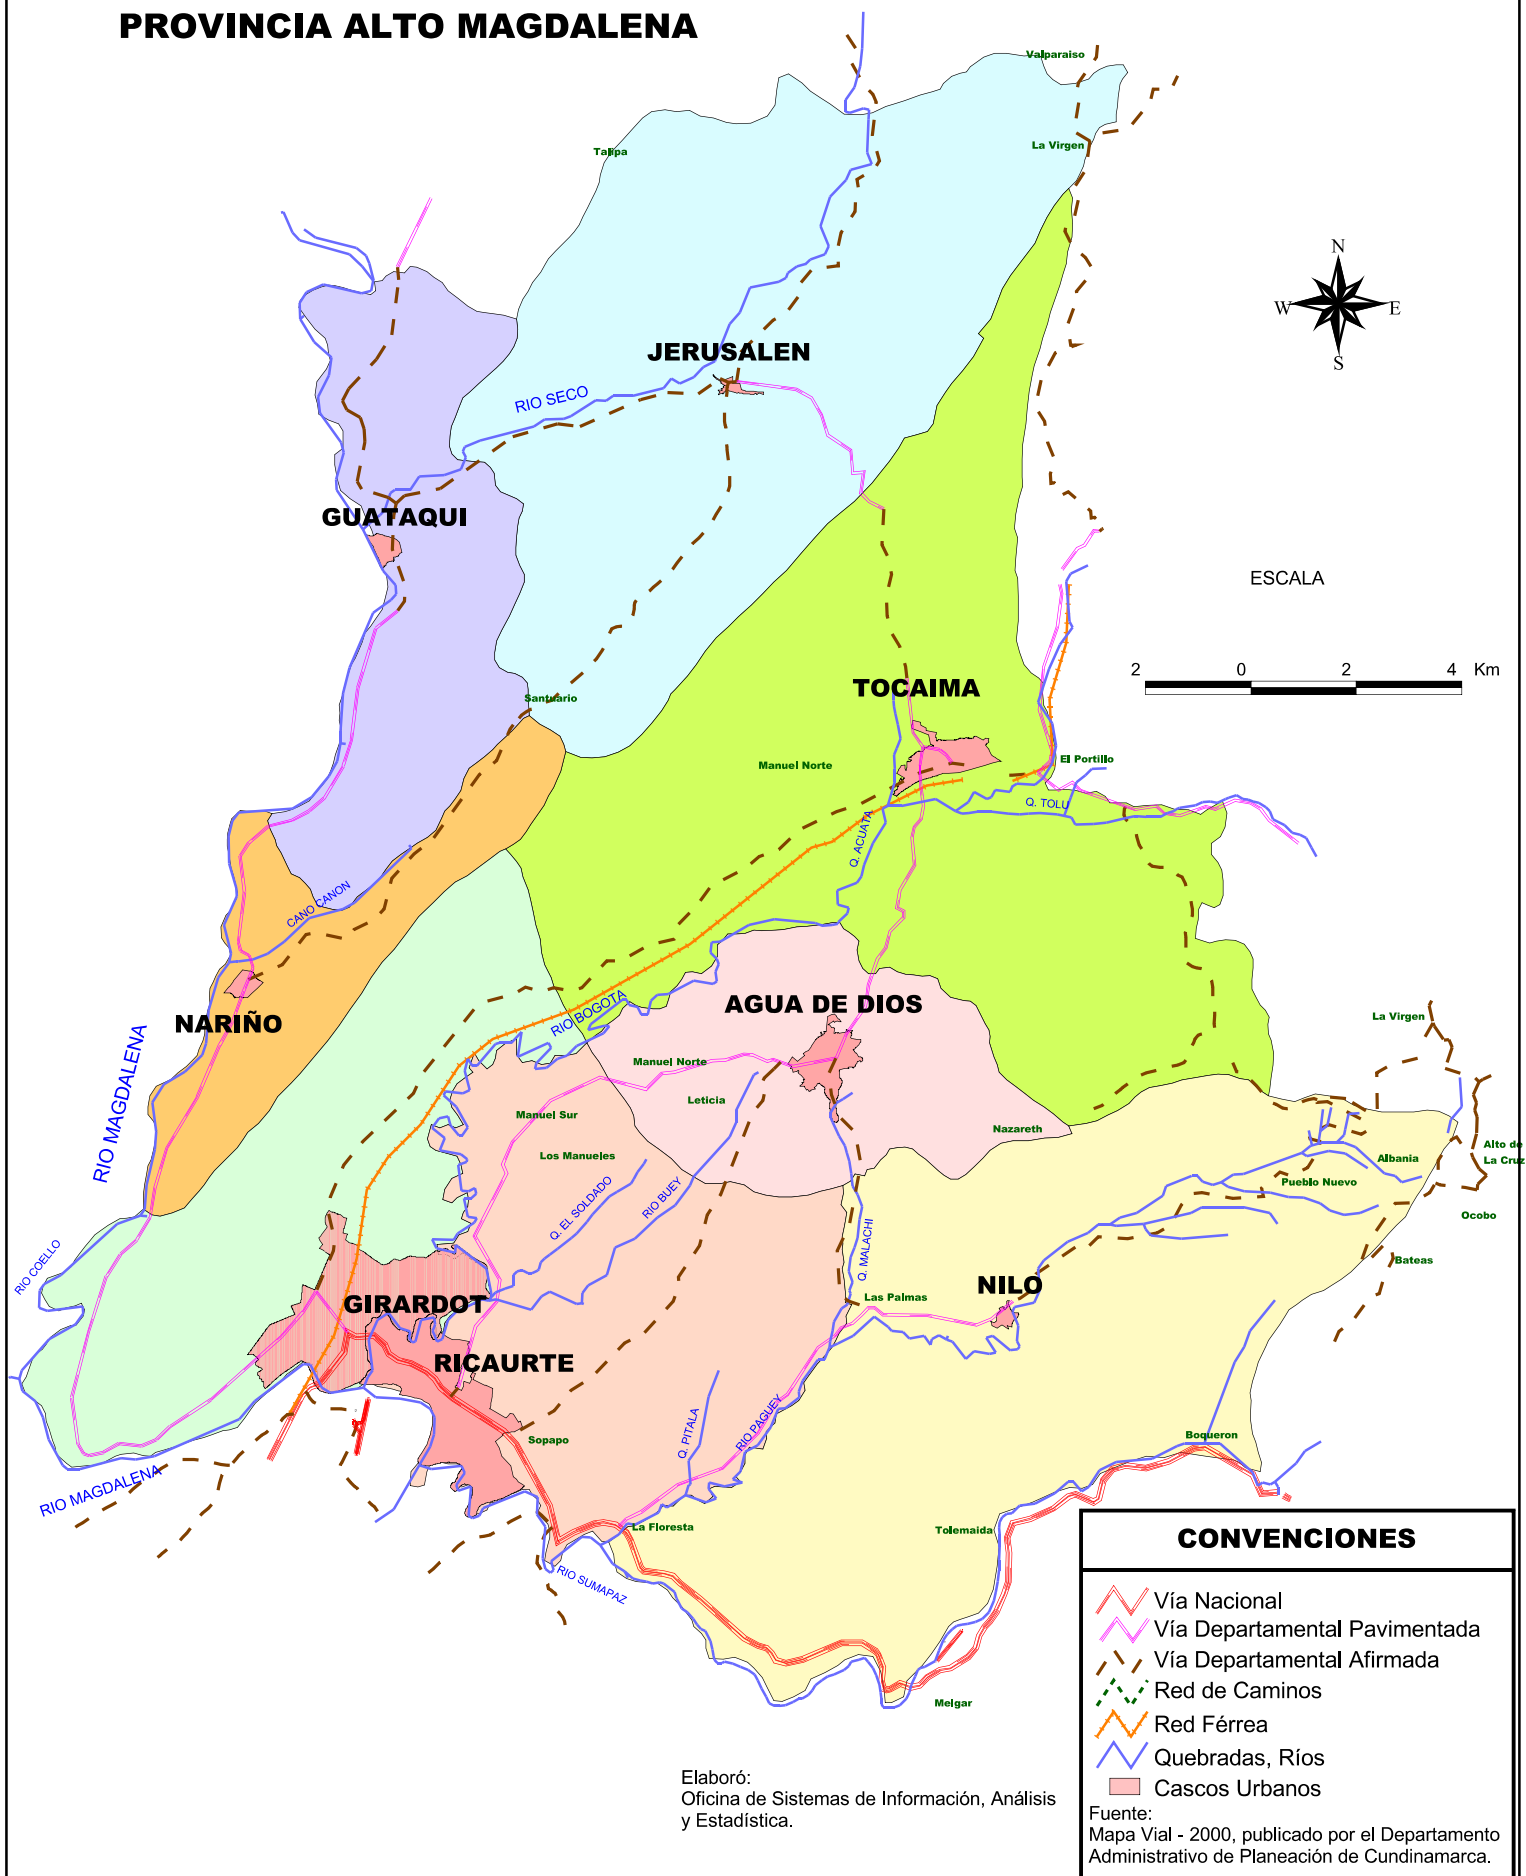 PROVINCIA ALTO MAGDALENA
Valparaiso
La Virgen
Talipa
N
W
E
S
JERUSALEN
RIO SECO
GUATAQUI
ESCALA
2 0 2 4 Km
TOCAIMA
Santuario
Manuel Norte
El Portillo
Q. TOLU
Q. ACUATA
CANO CANON
AGUA DE DIOS
RIO BOGOTA
NARIÑO
La Virgen
RIO MAGDALENA
Manuel Norte
Leticia
Manuel Sur
Nazareth
Los Manueles
Alto de
La Cruz
Albania
Pueblo Nuevo
Q. EL SOLDADO
RIO BUEY
Ocobo
Q. MALACHI
RIO COELLO
Bateas
NILO
Las Palmas
GIRARDOT
RICAURTE
Sopapo
Q. PITALA
RIO PAGUEY
Boqueron
RIO MAGDALENA
La Floresta
Tolemaida
RIO SUMAPAZ
Melgar
CONVENCIONES
Vía Nacional
Vía Departamental Pavimentada
Vía Departamental Afirmada
Red de Caminos
Red Férrea
Quebradas, Ríos
Cascos Urbanos
Fuente:
Mapa Vial - 2000, publicado por el Departamento
Administrativo de Planeación de Cundinamarca.
Elaboró:
Oficina de Sistemas de Información, Análisis
y Estadística.